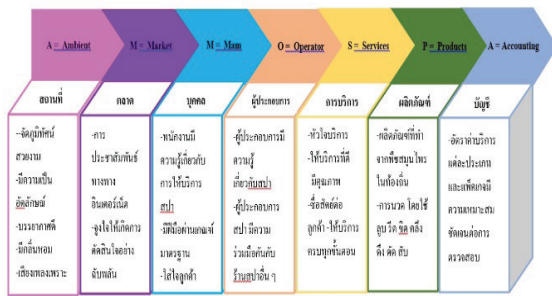 A = Ambient
M = Market
M = Mam
O = Operator
S = Services
P = Products
A = Accounting
สถานที่
ตลาด
บุคคล
ผู้ประกอบการ
การบริการ
ผลิตภัณฑ์
บัญชี
-จัดภูมิทัศน์
สวยงาม
-มีความเป็น
อัตลักษณ์
-บรรยากาศดี
-มีกลิ่นหอม
-เสียงเพลงเพราะ
-การ
ประชาสัมพันธ์
ทางทาง
อินเตอร์เน็ต
-จูงใจให้เกิดการ
ตัดสินใจอย่าง
ฉับพลัน
-พนักงานมี
ความรู้เกี่ยวกับ
การให้บริการ
สปา
-มีฝีมือผ่านเกณฑ์
มาตรฐาน
-ใส่ใจลูกค้า
-ผู้ประกอบการมี
ความรู้
เกี่ยวกับสปา
-ผู้ประกอบการ
สปา มีความ
ร่วมมือกันกับ
ร้านสปาอื่น ๆ
-หัวใจบริการ
-ให้บริการที่ดี
มีคุณภาพ
-ซื่อสัตย์ต่อ
ลูกค้า -ให้บริการ
ครบทุกขั้นตอน
-ผลิตภัณฑ์ที่ทำ
จากพืชสมุนไพร
ในท้องถิ่น
-การนวด โดยใช้
ลูบ รีด ขีด คลึง
ดึง ดัด สับ
-อัตราค่าบริการ
แต่ละประเภท
และแพ็คเกจมี
ความเหมาะสม
ชัดเจนต่อการ
ตรวจสอบ